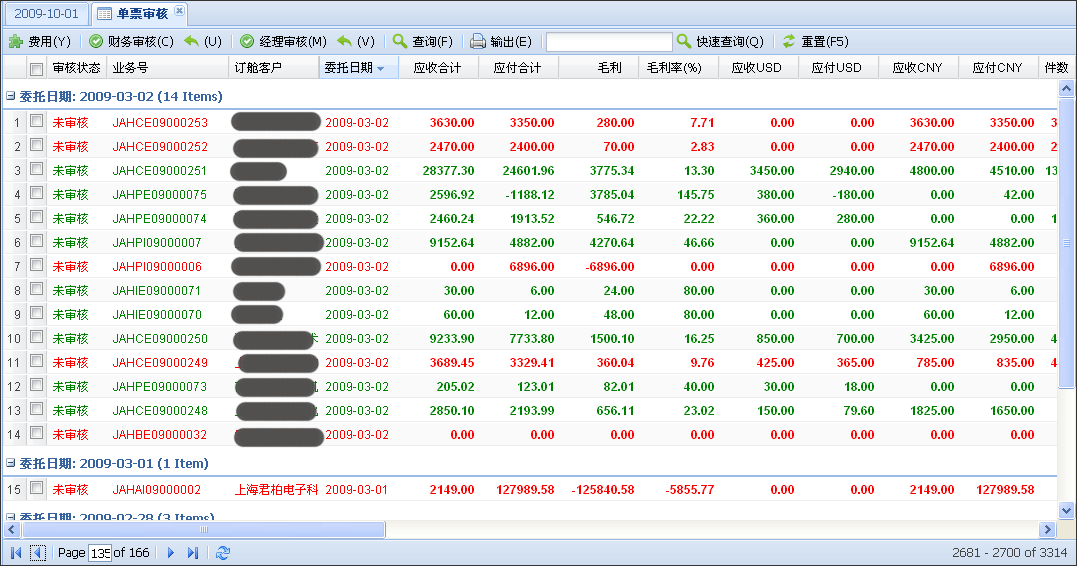 2009-10-01 单票审核
费用(Y) 财务审核(C) (U) 经理审核(M) (V) 查询(F) 输出(E) 快速查询(Q) 重置(F5)
审核状态 业务号 订舱客户 委托日期 应收合计 应付合计 毛利 毛利率(%) 应收USD 应付USD 应收CNY 应付CNY 件数
委托日期: 2009-03-02 (14 Items)
1 未审核 JAHCE09000253 2009-03-02 3630.00 3350.00 280.00 7.71 0.00 0.00 3630.00 3350.00 3
2 未审核 JAHCE09000252 2009-03-02 2470.00 2400.00 70.00 2.83 0.00 0.00 2470.00 2400.00 2
3 未审核 JAHCE09000251 2009-03-02 28377.30 24601.96 3775.34 13.30 3450.00 2940.00 4800.00 4510.00 13
4 未审核 JAHPE09000075 2009-03-02 2596.92 -1188.12 3785.04 145.75 380.00 -180.00 0.00 42.00
5 未审核 JAHPE09000074 2009-03-02 2460.24 1913.52 546.72 22.22 360.00 280.00 0.00 0.00 1
6 未审核 JAHPI09000007 2009-03-02 9152.64 4882.00 4270.64 46.66 0.00 0.00 9152.64 4882.00
7 未审核 JAHPI09000006 2009-03-02 0.00 6896.00 -6896.00 0.00 0.00 0.00 0.00 6896.00
8 未审核 JAHIE09000071 2009-03-02 30.00 6.00 24.00 80.00 0.00 0.00 30.00 6.00
9 未审核 JAHIE09000070 2009-03-02 60.00 12.00 48.00 80.00 0.00 0.00 60.00 12.00
10 未审核 JAHCE09000250 2009-03-02 9233.90 7733.80 1500.10 16.25 850.00 700.00 3425.00 2950.00 4
11 未审核 JAHCE09000249 2009-03-02 3689.45 3329.41 360.04 9.76 425.00 365.00 785.00 835.00 4
12 未审核 JAHPE09000073 2009-03-02 205.02 123.01 82.01 40.00 30.00 18.00 0.00 0.00
13 未审核 JAHCE09000248 2009-03-02 2850.10 2193.99 656.11 23.02 150.00 79.60 1825.00 1650.00
14 未审核 JAHBE09000032 2009-03-02 0.00 0.00 0.00 0.00 0.00 0.00 0.00 0.00
委托日期: 2009-03-01 (1 Item)
15 未审核 JAHAI09000002 上海君柏电子科 2009-03-01 2149.00 127989.58 -125840.58 -5855.77 0.00 0.00 2149.00 127989.58
委托日期: 2009-02-28 (3 Items)
Page 135 of 166 2681 - 2700 of 3314